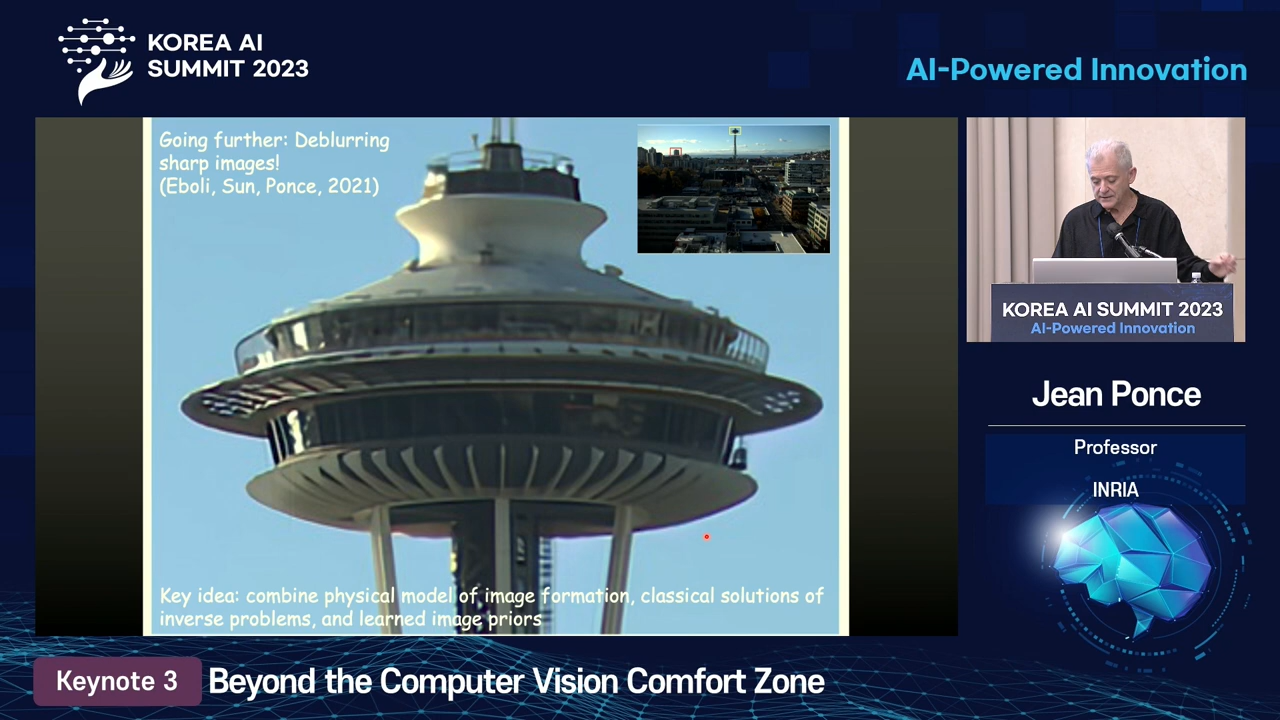 KOREA AI
SUMMIT 2023
AI-Powered Innovation
Going further: Deblurring
sharp images!
(Eboli, Sun, Ponce, 2021)
Key idea: combine physical model of image formation, classical solutions of
inverse problems, and learned image priors
KOREA AI SUMMIT 2023
AI-Powered Innovation
Jean Ponce
Professor
INRIA
Keynote 3
Beyond the Computer Vision Comfort Zone